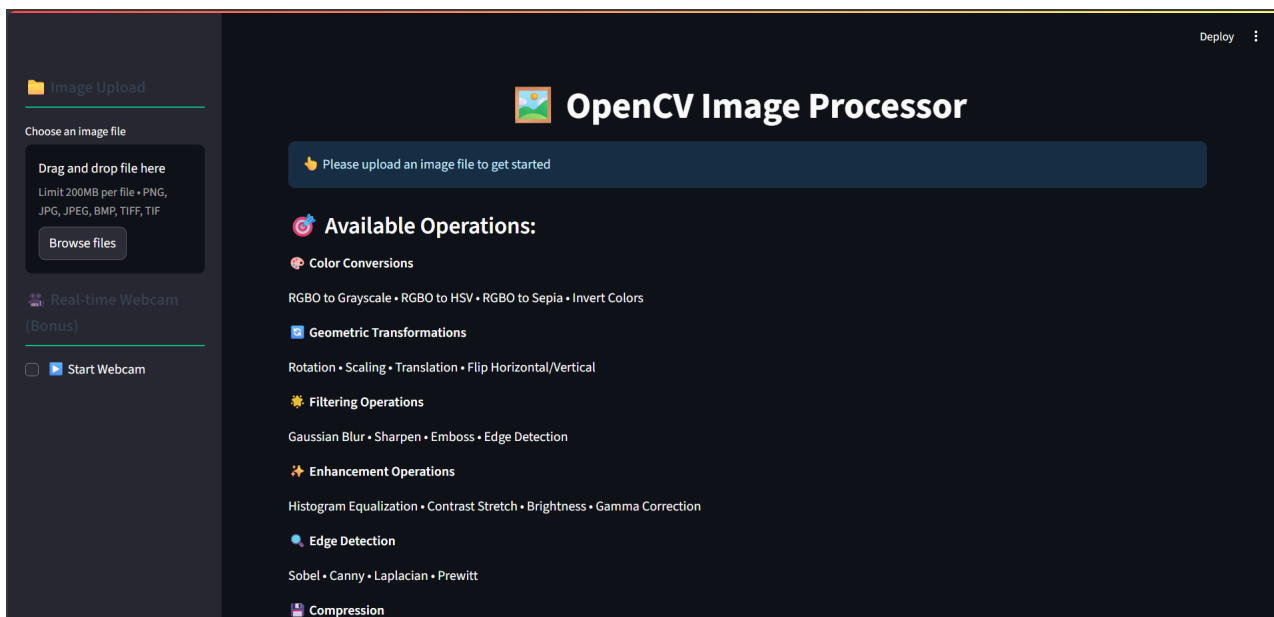 Deploy
Image Upload
Choose an image file
Drag and drop file here
Limit 200MB per file • PNG,
JPG, JPEG, BMP, TIFF, TIF
Browse files
Real-time Webcam
(Bonus)
Start Webcam
OpenCV Image Processor
Please upload an image file to get started
Available Operations:
Color Conversions
RGBO to Grayscale • RGBO to HSV • RGBO to Sepia • Invert Colors
Geometric Transformations
Rotation • Scaling • Translation • Flip Horizontal/Vertical
Filtering Operations
Gaussian Blur • Sharpen • Emboss • Edge Detection
Enhancement Operations
Histogram Equalization • Contrast Stretch • Brightness • Gamma Correction
Edge Detection
Sobel • Canny • Laplacian • Prewitt
Compression